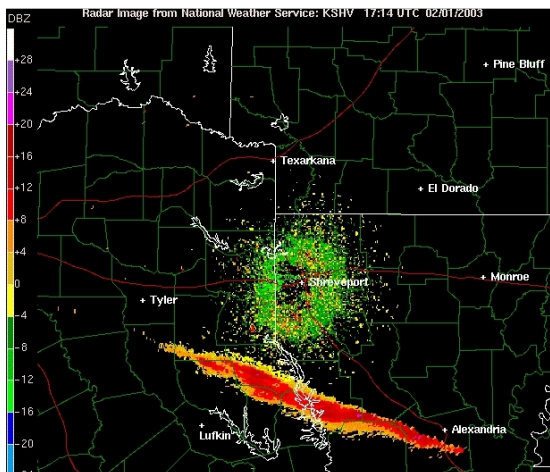 Radar Image from National Weather Service: KSHV 17:14 UTC 02/01/2003
DBZ
+28
+24
+20
+16
+12
+8
+4
0
-4
-8
-12
-16
-20
+ Pine Bluff
+ Texarkana
+ El Dorado
+ Shreveport
+ Monroe
+ Tyler
+ Alexandria
+ Lufkin